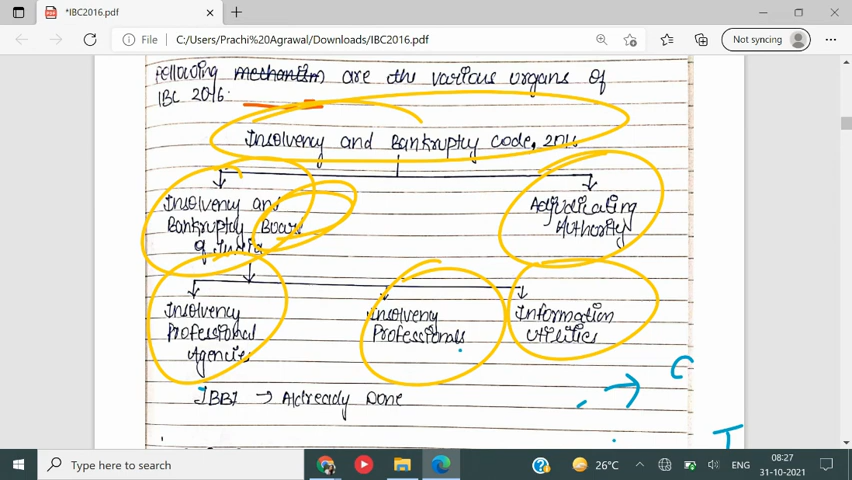 *IBC2016.pdf
File C:/Users/Prachi%20Agrawal/Downloads/IBC2016.pdf
Not syncing
Following mechanism are the various organs of
IBC 2016.
Insolvency and Bankruptcy Code, 2016
Insolvency and
Bankruptcy Board
of India
Adjudicating
Authority
Insolvency
Professional
Agencies
Insolvency
Professionals
Information
Utilities
IBBI → Already Done
Type here to search
26°C
ENG
08:27
31-10-2021